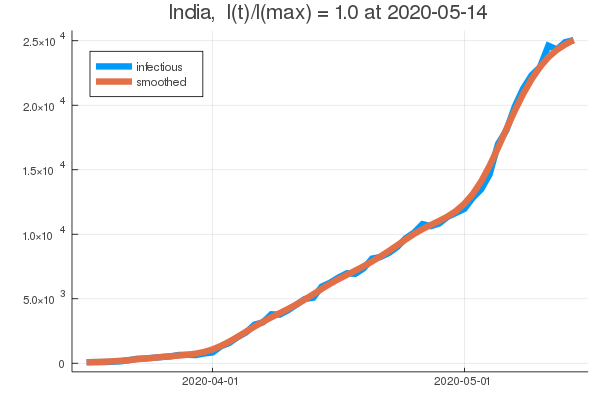 India, I(t)/I(max) = 1.0 at 2020-05-14
2.5×10⁴
infectious
smoothed
2.0×10⁴
1.5×10⁴
1.0×10⁴
5.0×10³
0
2020-04-01 2020-05-01